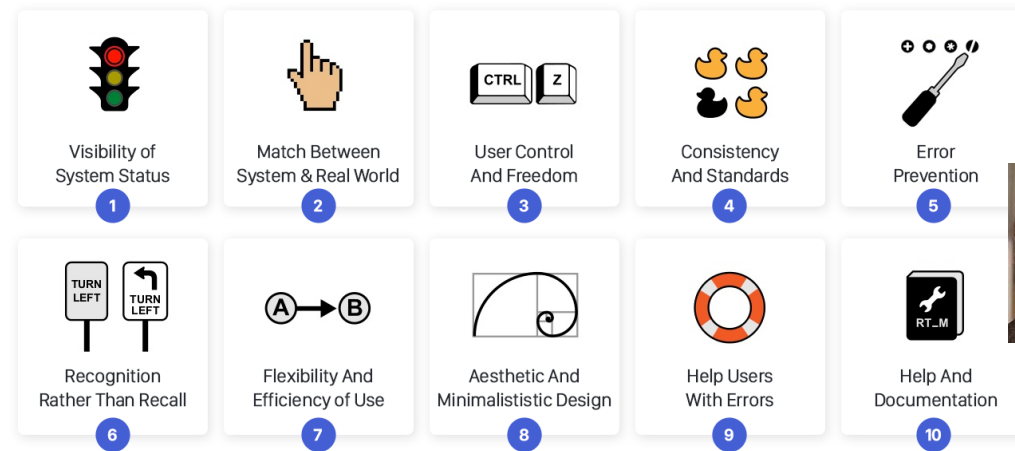 CTRL Z
Visibility of
System Status
1
Match Between
System & Real World
2
User Control
And Freedom
3
Consistency
And Standards
4
Error
Prevention
5
TURN
LEFT
TURN
LEFT
Recognition
Rather Than Recall
6
A B
Flexibility And
Efficiency of Use
7
Aesthetic And
Minimalististic Design
8
Help Users
With Errors
9
RT_M
Help And
Documentation
10